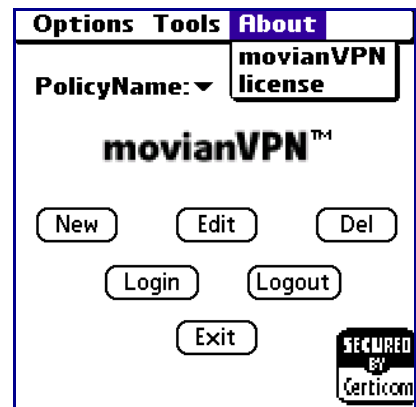 Options Tools About
movianVPN
license
PolicyName:
movianVPN™
New Edit Del
Login Logout
Exit
SECURED
BY
Certicom